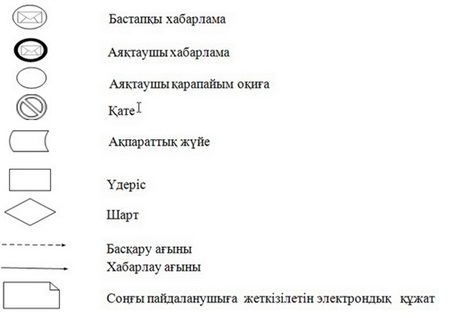 Бастапқы хабарлама
Аяқтаушы хабарлама
Аяқтаушы қарапайым оқиға
Қате
Ақпараттық жүйе
Үдеріс
Шарт
Басқару ағыны
Хабарлау ағыны
Соңғы пайдаланушыға жеткізілетін электрондық құжат